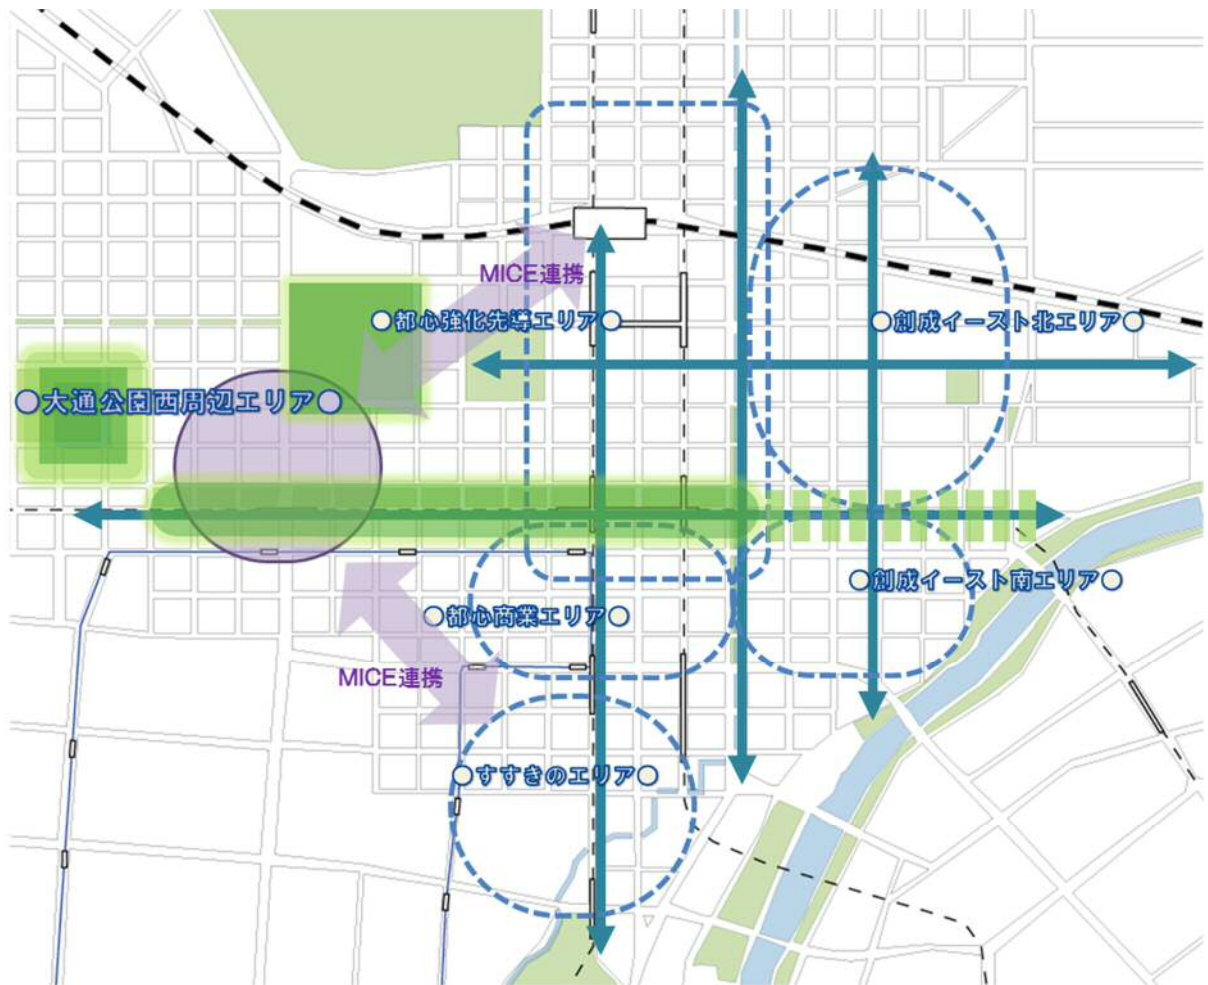 MICE連携
○都心強化先導エリア○
○創成イースト北エリア○
○大通公園西周辺エリア○
○創成イースト南エリア○
○都心商業エリア○
MICE連携
○すすきのエリア○